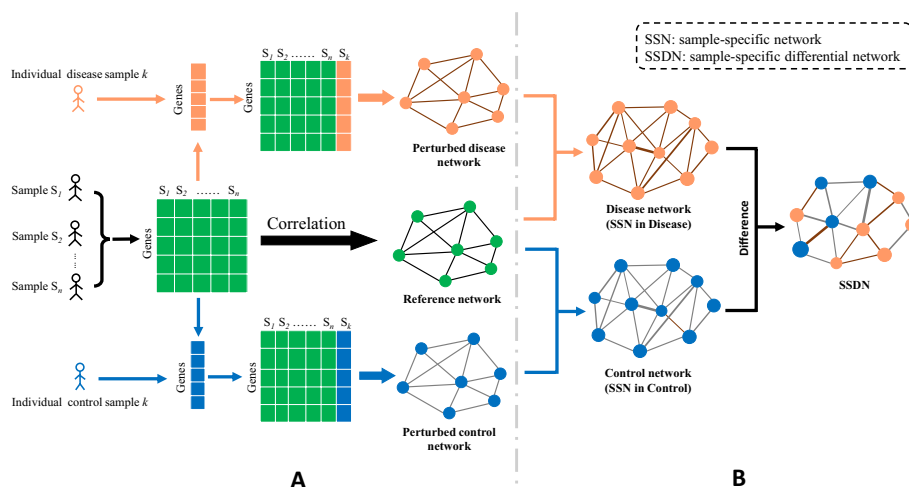 SSN: sample-specific network
SSDN: sample-specific differential network
Individual disease sample k
Genes
S1 S2 ...... Sn Sk
Genes
Perturbed disease
network
Sample S1
Sample S2
...
Sample Sn
S1 S2 ...... Sn
Genes
Correlation
Reference network
Individual control sample k
Genes
S1 S2 ...... Sn Sk
Genes
Perturbed control
network
A
Disease network
(SSN in Disease)
Control network
(SSN in Control)
Difference
SSDN
B